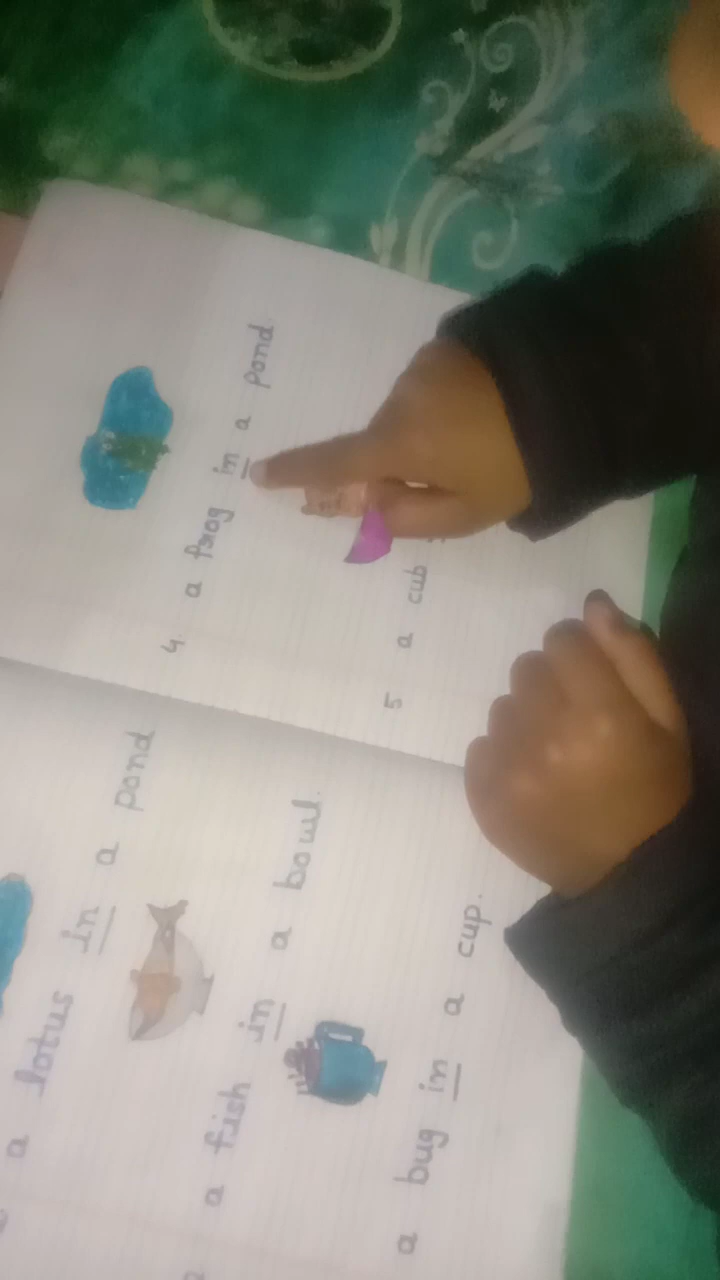 a lotus in a pond
a fish in a bowl.
a bug in a cup.
4. a frog in a pond.
5 a cub